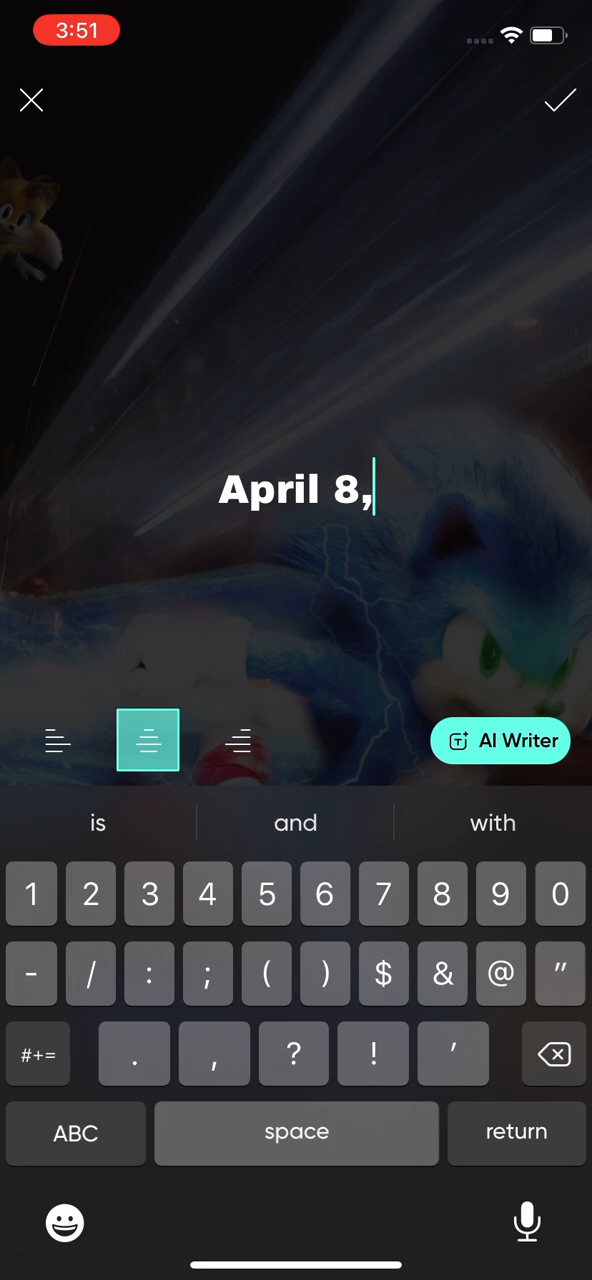 3:51
April 8,
AI Writer
is and with
1 2 3 4 5 6 7 8 9 0
- / : ; ( ) $ & @ "
#+= . , ? ! '
ABC space return